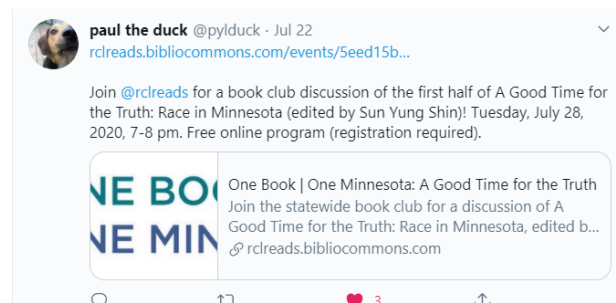 paul the duck @pylduck · Jul 22
rclreads.bibliocommons.com/events/5eed15b...
Join @rclreads for a book club discussion of the first half of A Good Time for
the Truth: Race in Minnesota (edited by Sun Yung Shin)! Tuesday, July 28,
2020, 7-8 pm. Free online program (registration required).
NE BOO
NE MIN
One Book | One Minnesota: A Good Time for the Truth
Join the statewide book club for a discussion of A
Good Time for the Truth: Race in Minnesota, edited b...
rclreads.bibliocommons.com
3